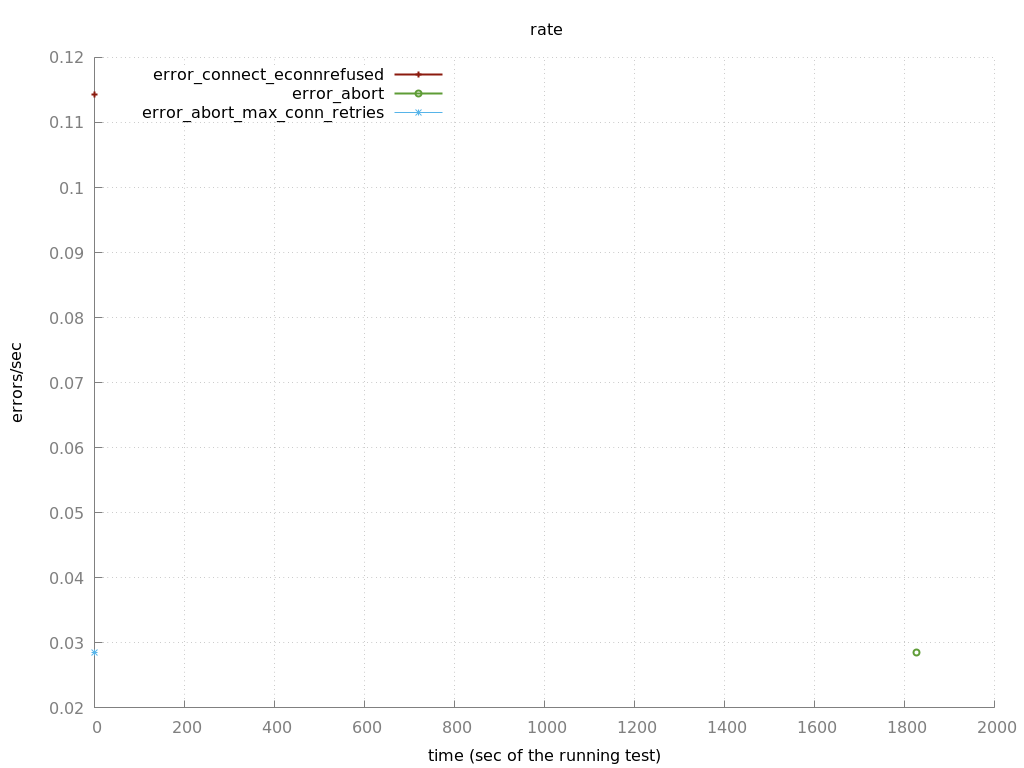 rate
0.12
error_connect_econnrefused
error_abort
error_abort_max_conn_retries
0.11
0.1
0.09
0.08
0.07
0.06
0.05
0.04
0.03
0.02
errors/sec
0 200 400 600 800 1000 1200 1400 1600 1800 2000
time (sec of the running test)